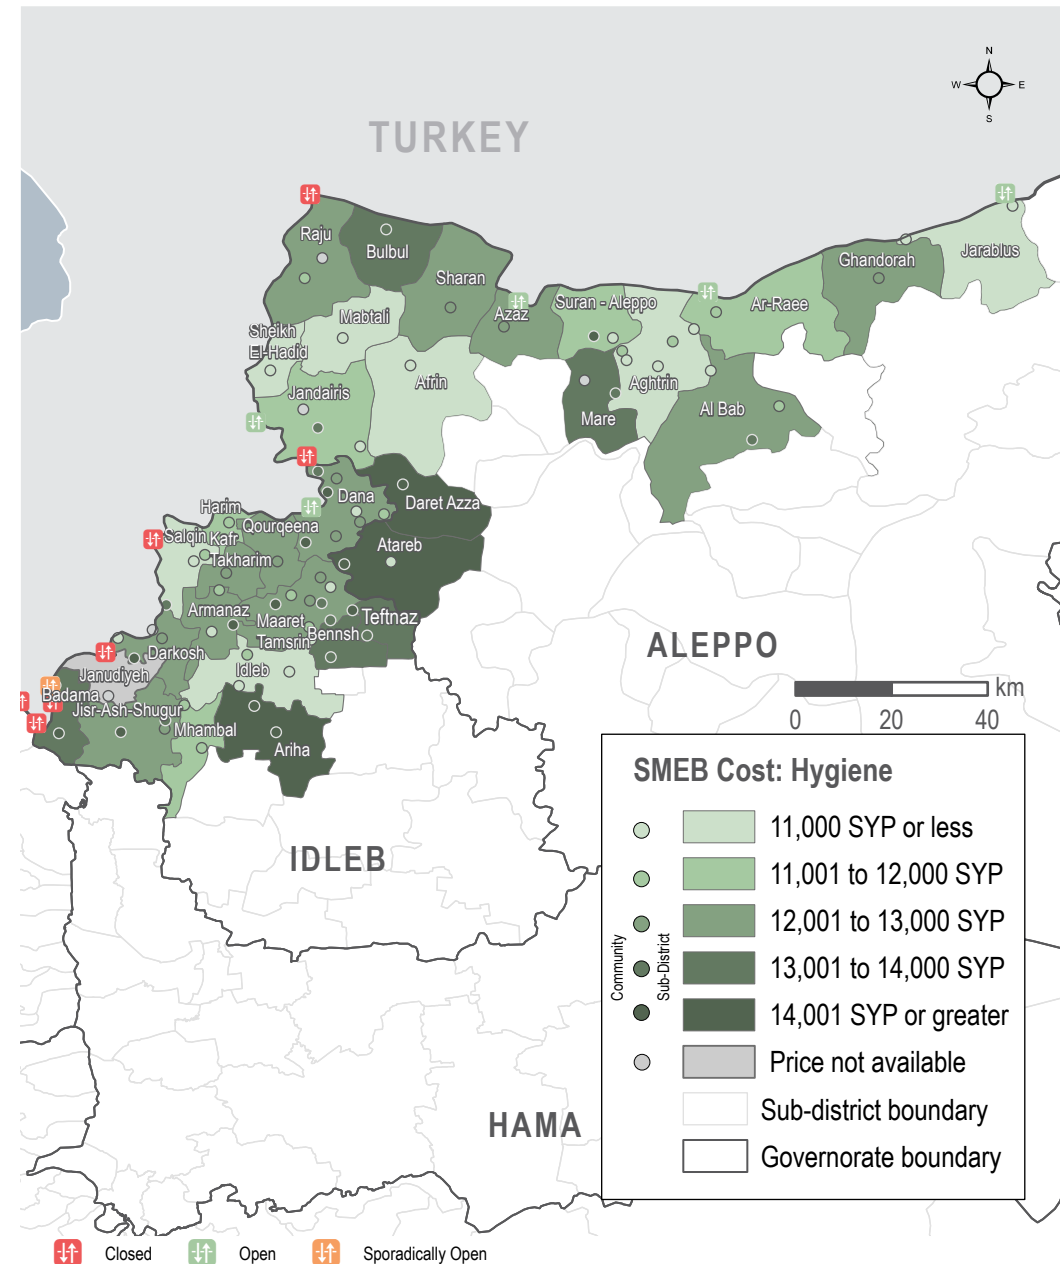 N
W
E
S
TURKEY
Raju
Bulbul
Sharan
Azaz
Suran - Aleppo
Ar-Raee
Ghandorah
Jarablus
Mabtali
Sheikh
El-Hadid
Afrin
Aghtrin
Jandairis
Mare
Al Bab
Dana
Daret Azza
Harim
Qourqeena
Salqin
Kafr
Takharim
Atareb
Armanaz
Maaret
Tamsrin
Teftnaz
Bennsh
Darkosh
Idleb
Janudiyeh
Badama
Jisr-Ash-Shugur
Mhambal
Ariha
ALEPPO
km
0 20 40
IDLEB
HAMA
SMEB Cost: Hygiene
11,000 SYP or less
11,001 to 12,000 SYP
12,001 to 13,000 SYP
13,001 to 14,000 SYP
14,001 SYP or greater
Price not available
Sub-district boundary
Governorate boundary
Community
Sub-District
Closed
Open
Sporadically Open